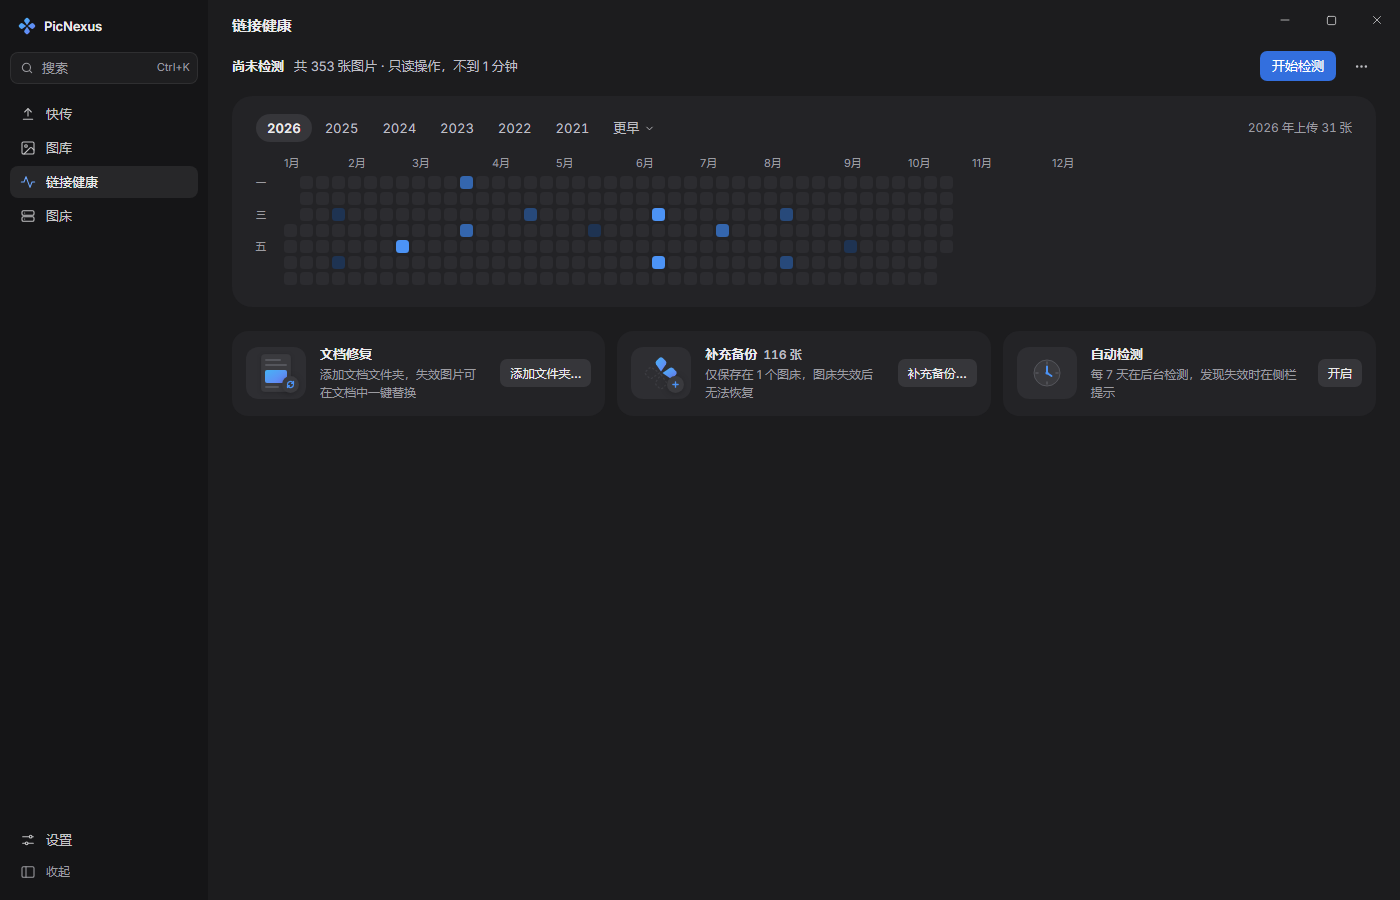 PicNexus
搜索 Ctrl+K
快传
图库
链接健康
图床
设置
收起
链接健康
尚未检测 共 353 张图片 · 只读操作，不到 1 分钟
开始检测
2026 2025 2024 2023 2022 2021 更早
2026 年上传 31 张
1月 2月 3月 4月 5月 6月 7月 8月 9月 10月 11月 12月
一
三
五
文档修复
添加文档文件夹，失效图片可
在文档中一键替换
添加文件夹...
补充备份 116 张
仅保存在 1 个图床，图床失效后
无法恢复
补充备份...
自动检测
每 7 天在后台检测，发现失效时在侧栏
提示
开启